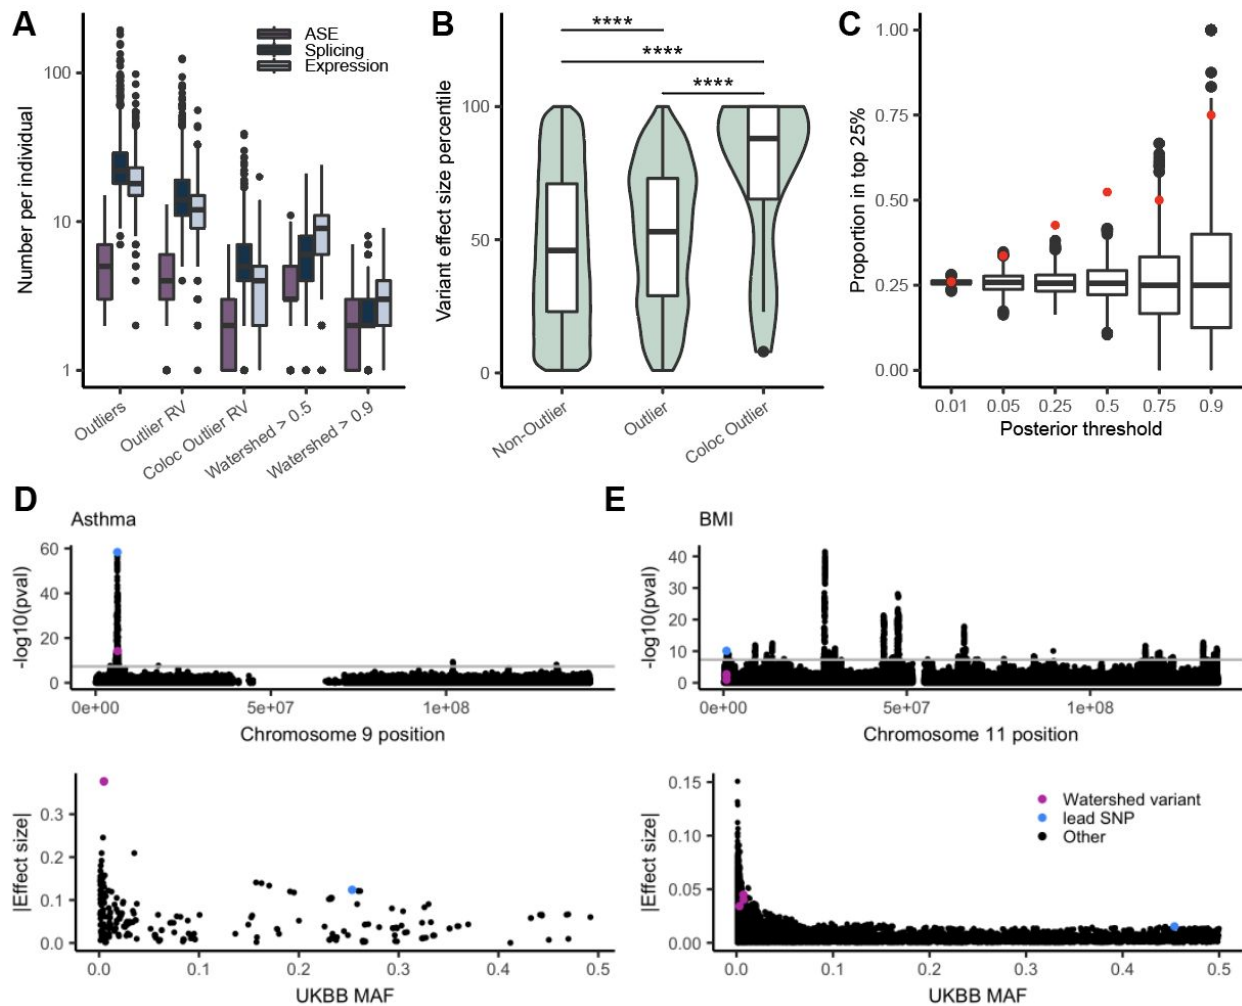 A
Number per individual
100
10
1
ASE
Splicing
Expression
Outliers
Outlier RV
Coloc Outlier RV
Watershed > 0.5
Watershed > 0.9
B
Variant effect size percentile
100
50
0
****
****
****
Non-Outlier
Outlier
Coloc Outlier
C
Proportion in top 25%
1.00
0.75
0.50
0.25
0.00
0.01 0.05 0.25 0.5 0.75 0.9
Posterior threshold
D
Asthma
-log10(pval)
60
40
20
0
0e+00 5e+07 1e+08
Chromosome 9 position
|Effect size|
0.3
0.2
0.1
0.0
0.0 0.1 0.2 0.3 0.4 0.5
UKBB MAF
E
BMI
-log10(pval)
40
30
20
10
0
0e+00 5e+07 1e+08
Chromosome 11 position
|Effect size|
0.15
0.10
0.05
0.00
Watershed variant
lead SNP
Other
0.0 0.1 0.2 0.3 0.4 0.5
UKBB MAF